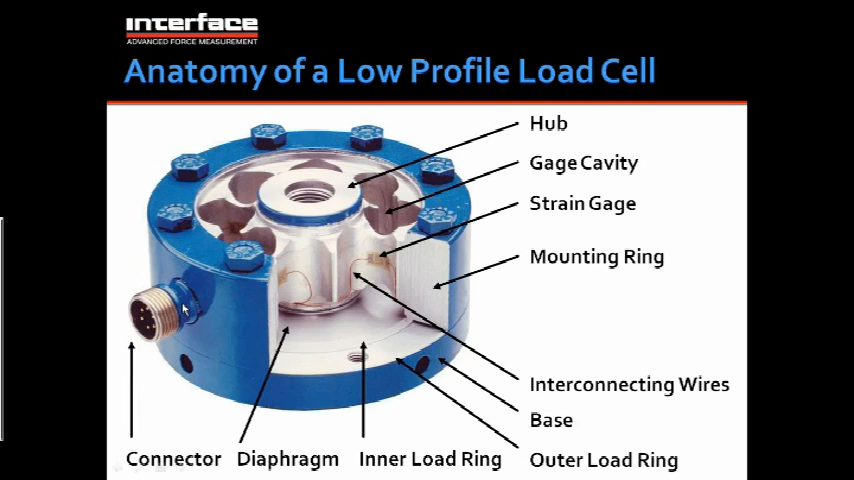 interface
ADVANCED FORCE MEASUREMENT
Anatomy of a Low Profile Load Cell
Hub
Gage Cavity
Strain Gage
Mounting Ring
Interconnecting Wires
Base
Outer Load Ring
Connector
Diaphragm
Inner Load Ring